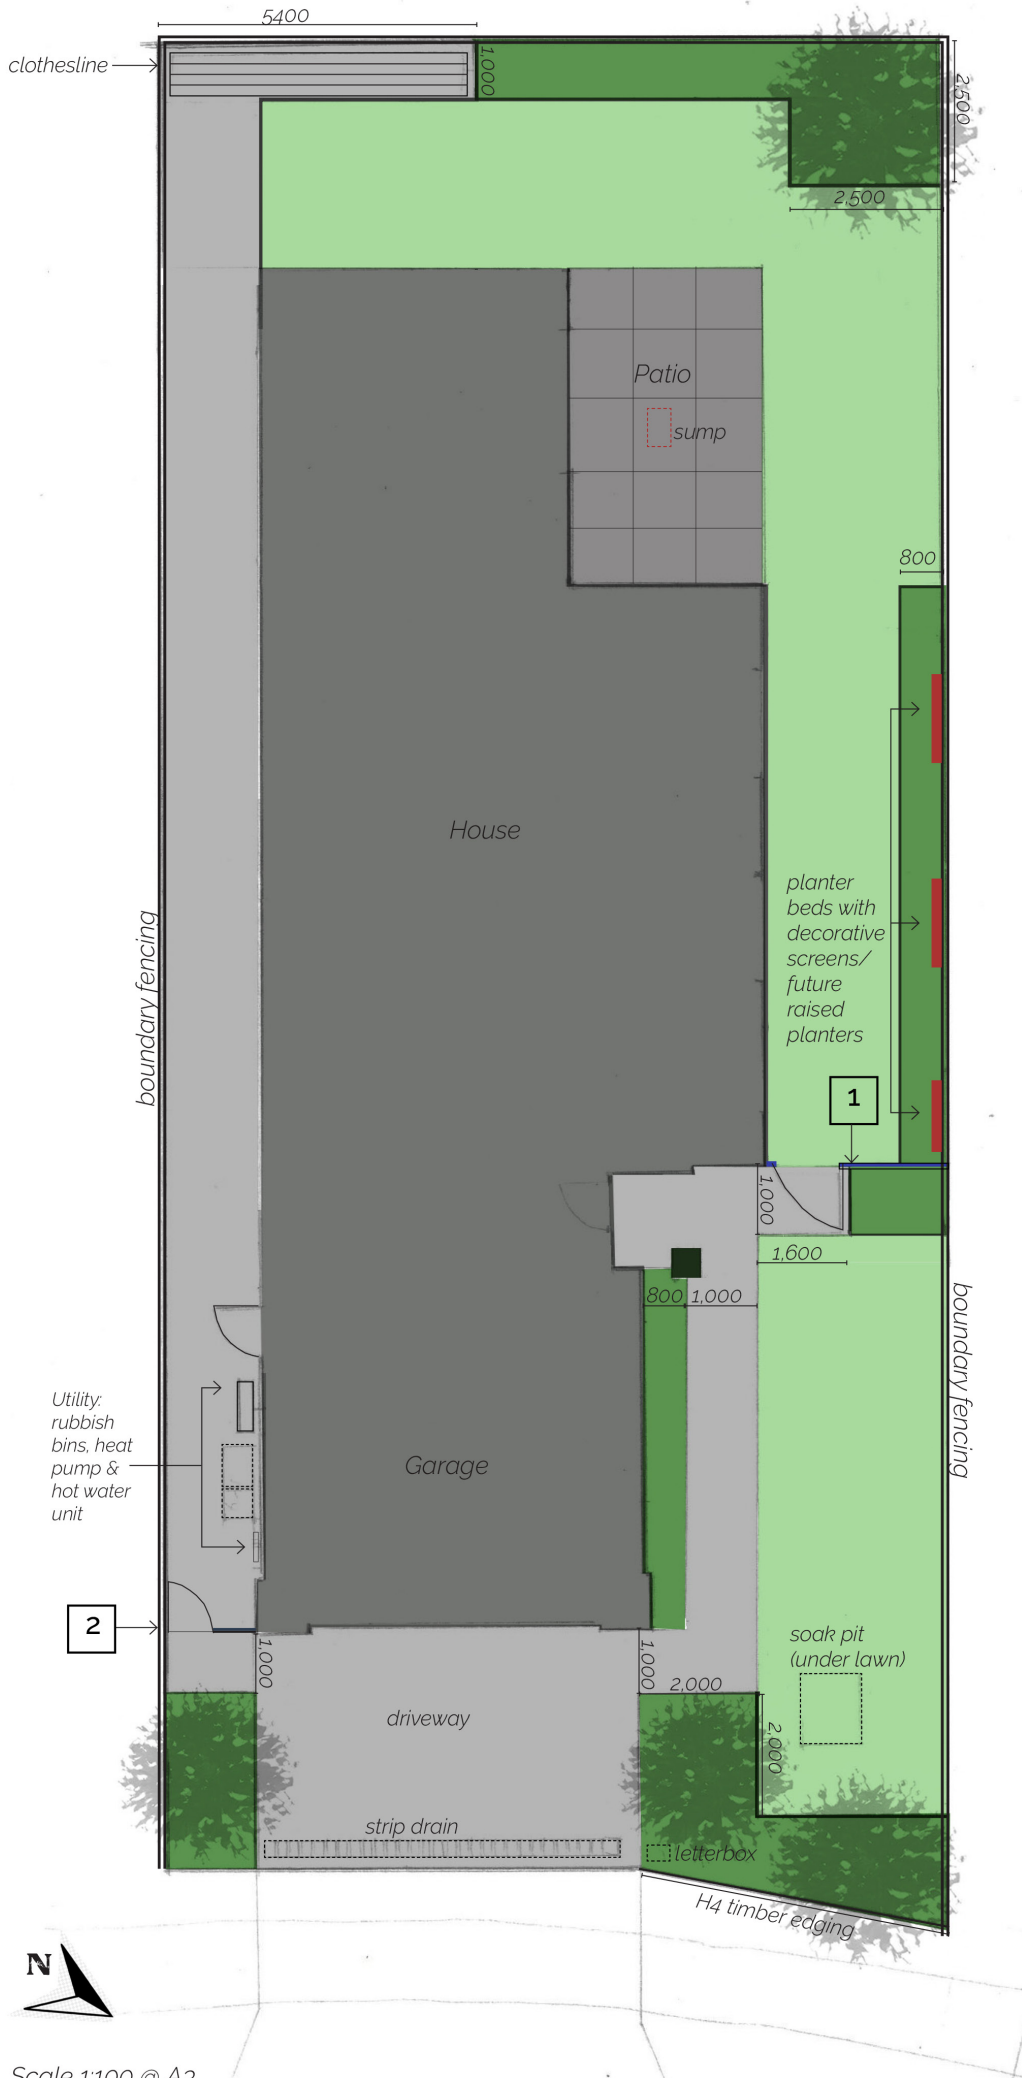 5400
clothesline
1,000
2,500
2,500
Patio
sump
800
House
planter
beds with
decorative
screens/
future
raised
planters
boundary fencing
1
1,000
1,600
800
1,000
boundary fencing
Utility:
rubbish
bins, heat
pump &
hot water
unit
Garage
2
1,000
1,000
soak pit
(under lawn)
2,000
2,000
driveway
strip drain
letterbox
H4 timber edging
N
Scale 1:100 @